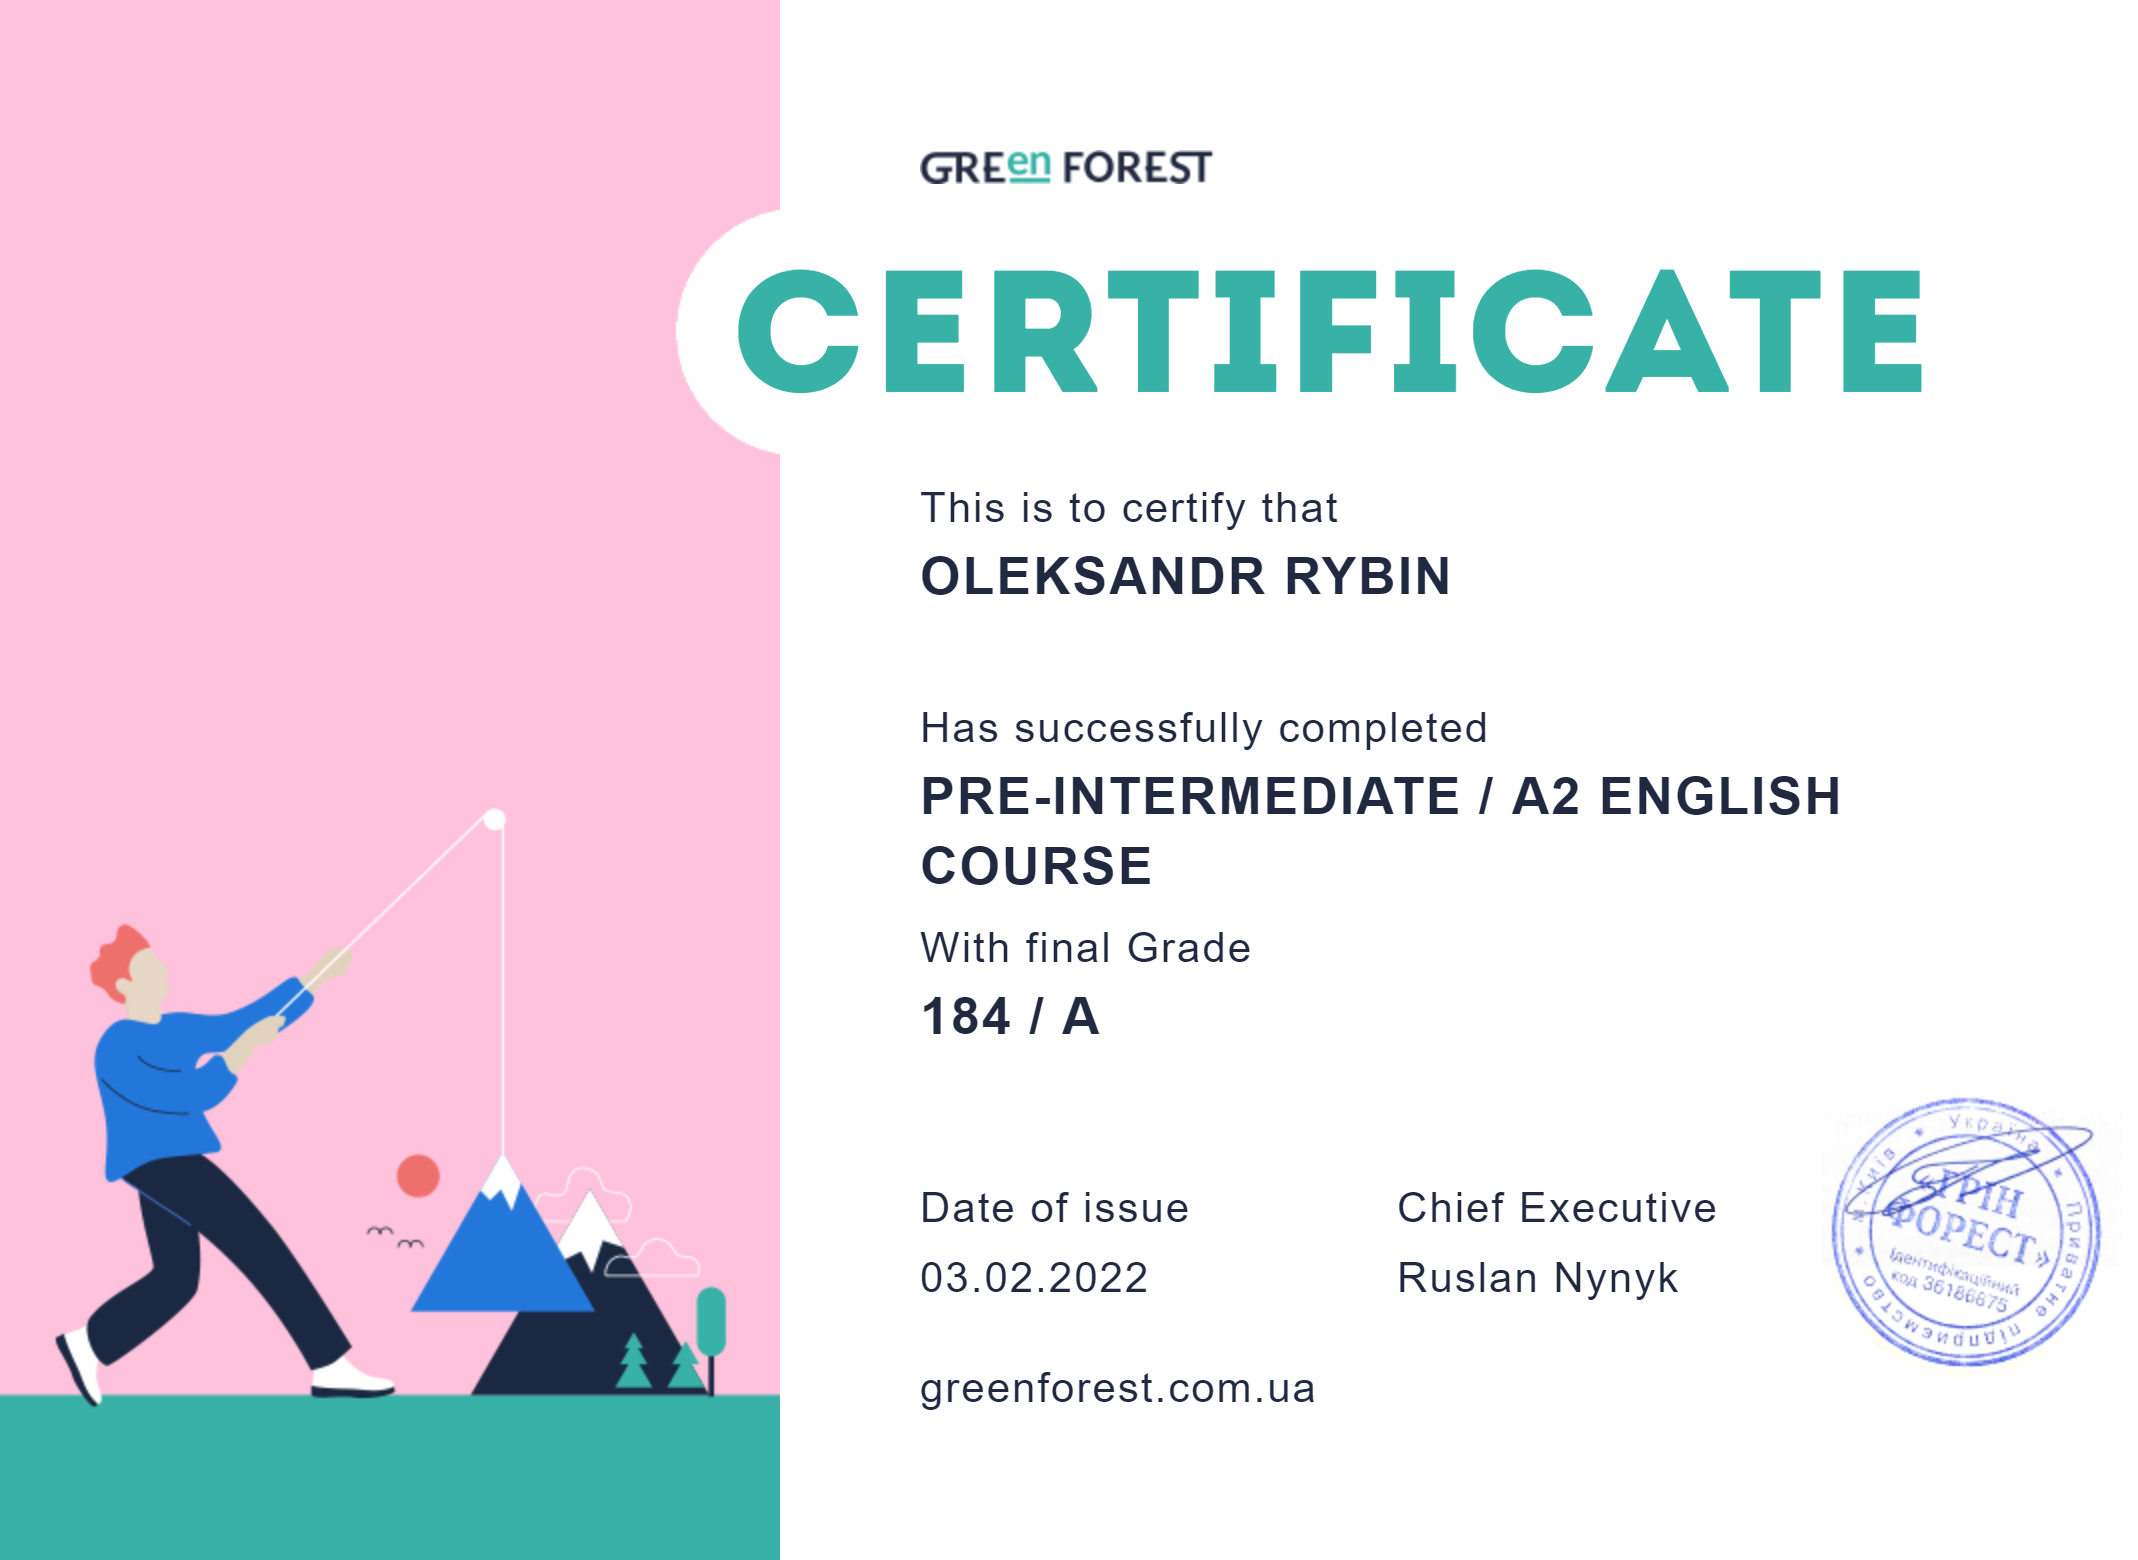 GREen FOREST
CERTIFICATE
This is to certify that
OLEKSANDR RYBIN
Has successfully completed
PRE-INTERMEDIATE / A2 ENGLISH
COURSE
With final Grade
184 / A
Date of issue
03.02.2022
Chief Executive
Ruslan Nynyk
greenforest.com.ua
* Україна * Приватне підприємство * м.Київ
«ГРІН
ФОРЕСТ»
Ідентифікаційний
код 36186675